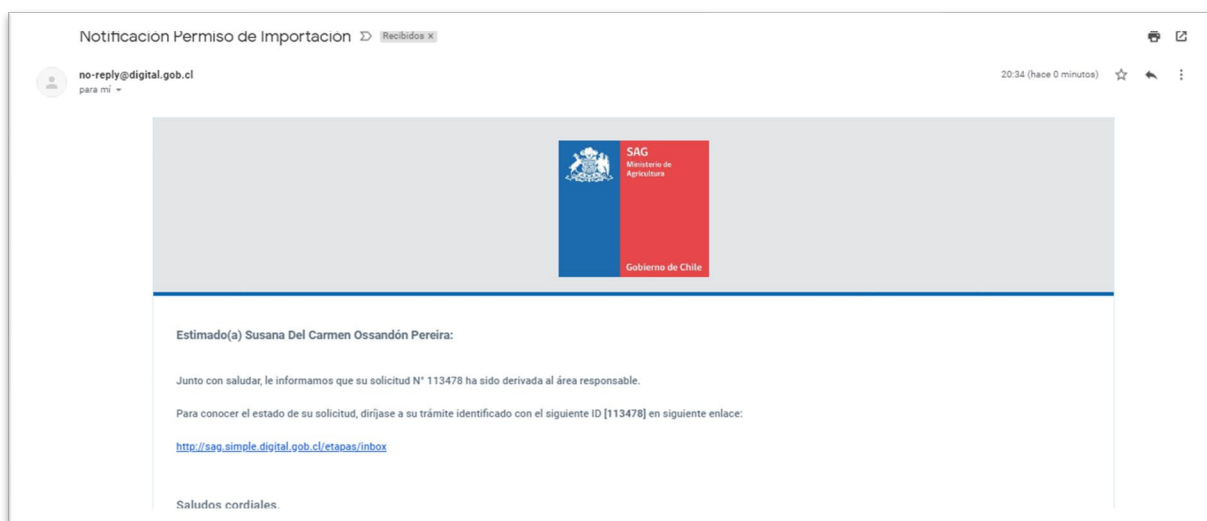 Notificación Permiso de Importación Recibidos x
no-reply@digital.gob.cl
20:34 (hace 0 minutos)
para mí
SAG
Ministerio de
Agricultura
Gobierno de Chile
Estimado(a) Susana Del Carmen Ossandón Pereira:
Junto con saludar, le informamos que su solicitud N° 113478 ha sido derivada al área responsable.
Para conocer el estado de su solicitud, diríjase a su trámite identificado con el siguiente ID [113478] en siguiente enlace:
http://sag.simple.digital.gob.cl/etapas/inbox
Saludos cordiales.